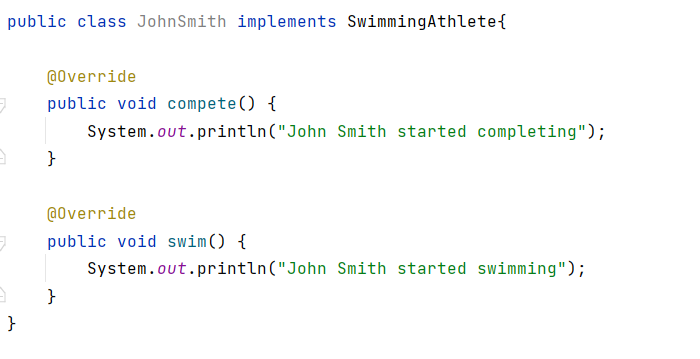 public class JohnSmith implements SwimmingAthlete{
@Override
public void compete() {
System.out.println("John Smith started completing");
}
@Override
public void swim() {
System.out.println("John Smith started swimming");
}
}